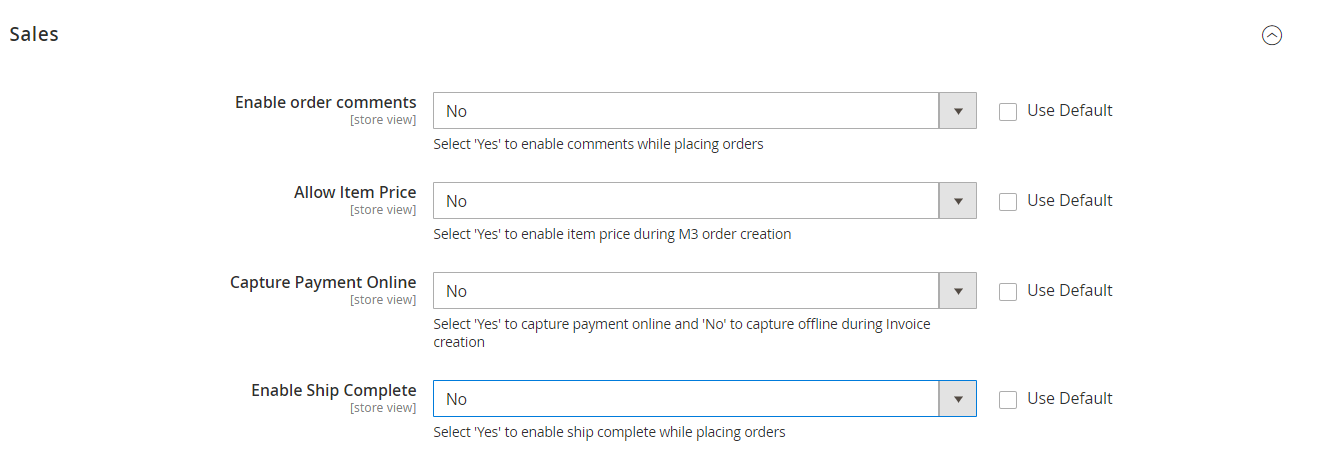 Sales
Enable order comments
[store view]
No
Use Default
Select 'Yes' to enable comments while placing orders
Allow Item Price
[store view]
No
Use Default
Select 'Yes' to enable item price during M3 order creation
Capture Payment Online
[store view]
No
Use Default
Select 'Yes' to capture payment online and 'No' to capture offline during Invoice
creation
Enable Ship Complete
[store view]
No
Use Default
Select 'Yes' to enable ship complete while placing orders